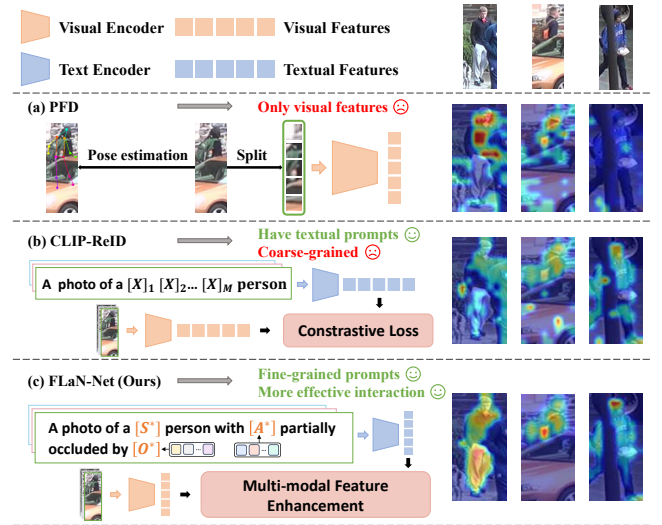 Visual Encoder
Visual Features
Text Encoder
Textual Features
(a) PFD
Only visual features
Pose estimation
Split
(b) CLIP-ReID
Have textual prompts
Coarse-grained
A photo of a [X]₁ [X]₂... [X]_M person
Constrastive Loss
(c) FLaN-Net (Ours)
Fine-grained prompts
More effective interaction
A photo of a [S*] person with [A*] partially
occluded by [O*]
Multi-modal Feature
Enhancement